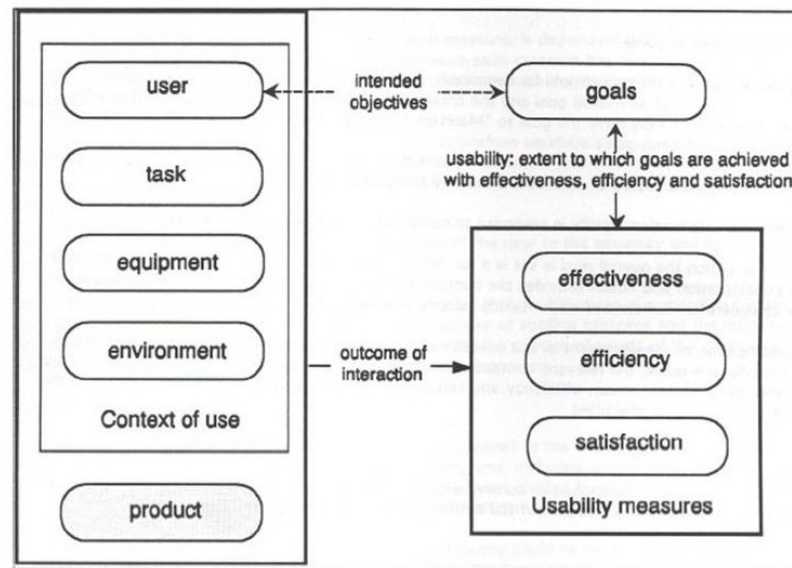 user
task
equipment
environment
Context of use
product
intended
objectives
goals
usability: extent to which goals are achieved
with effectiveness, efficiency and satisfaction
outcome of
interaction
effectiveness
efficiency
satisfaction
Usability measures